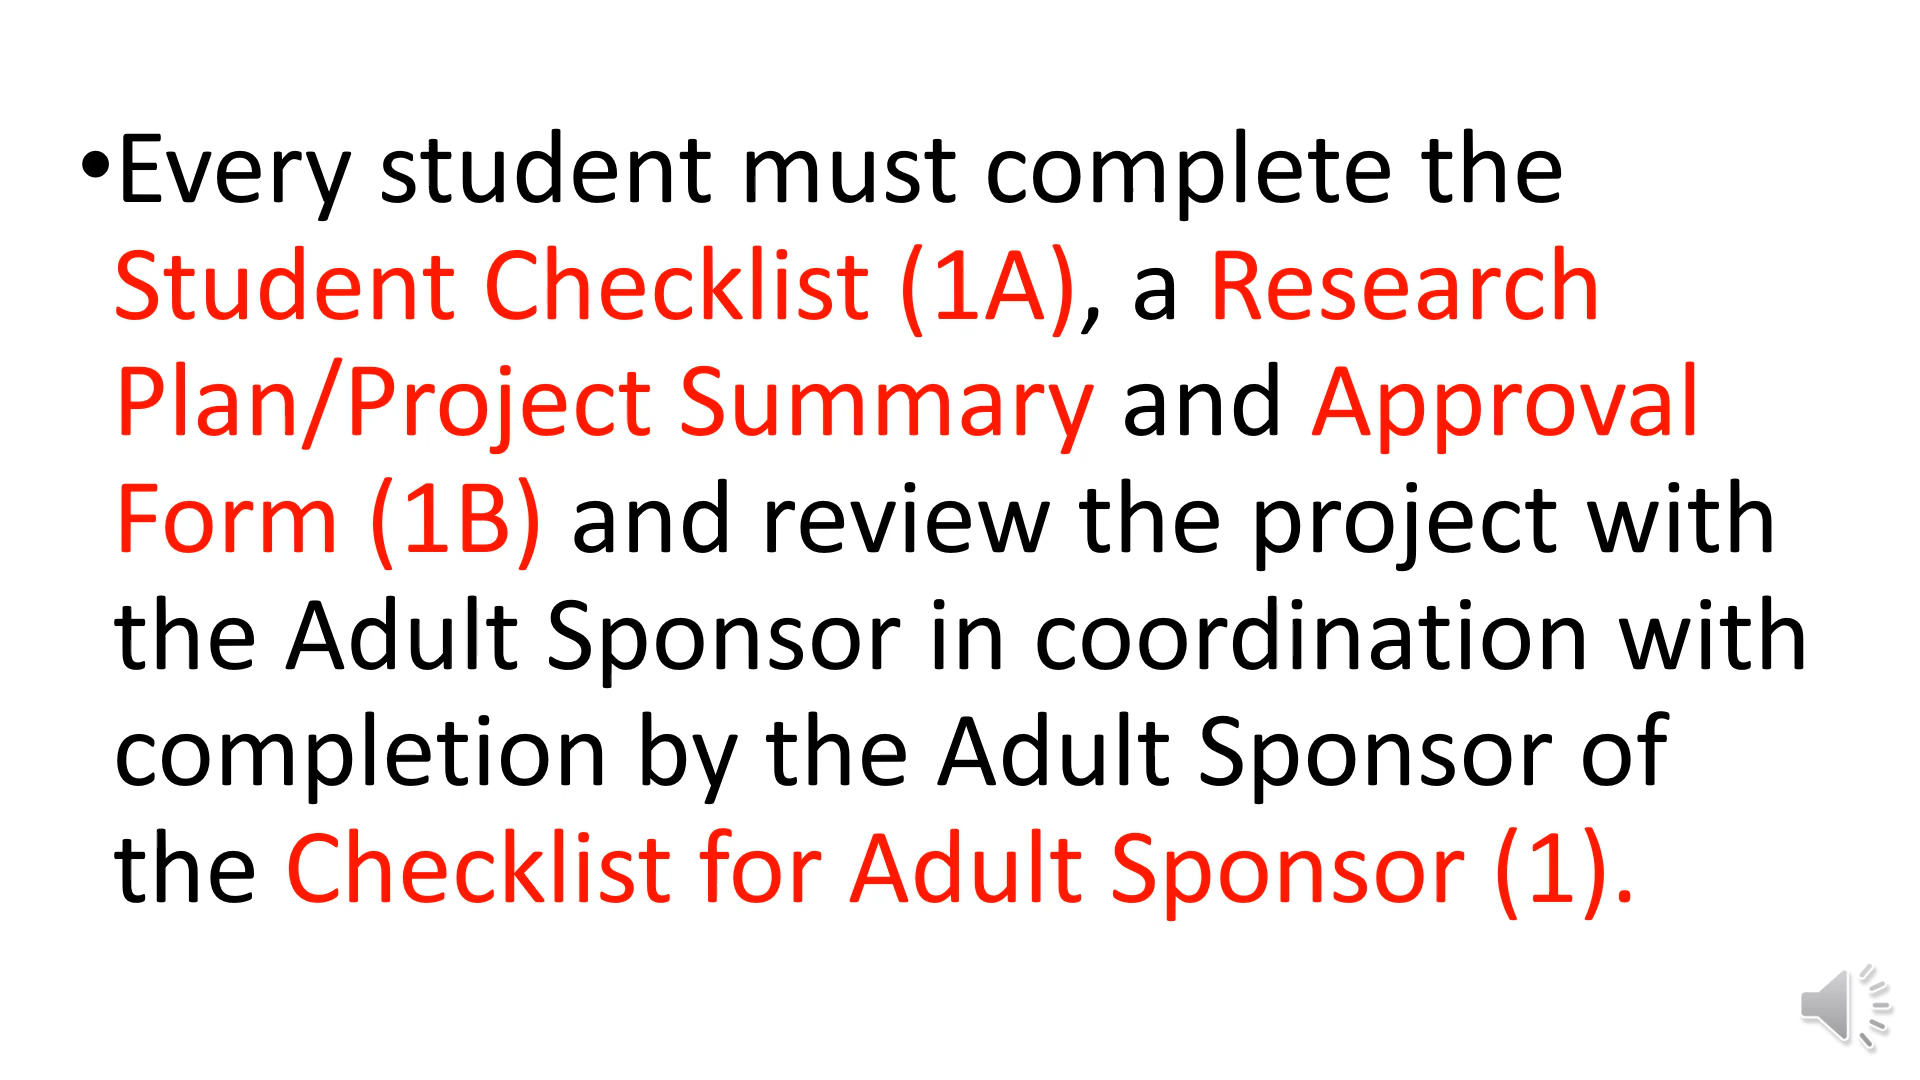 •Every student must complete the
Student Checklist (1A), a Research
Plan/Project Summary and Approval
Form (1B) and review the project with
the Adult Sponsor in coordination with
completion by the Adult Sponsor of
the Checklist for Adult Sponsor (1).